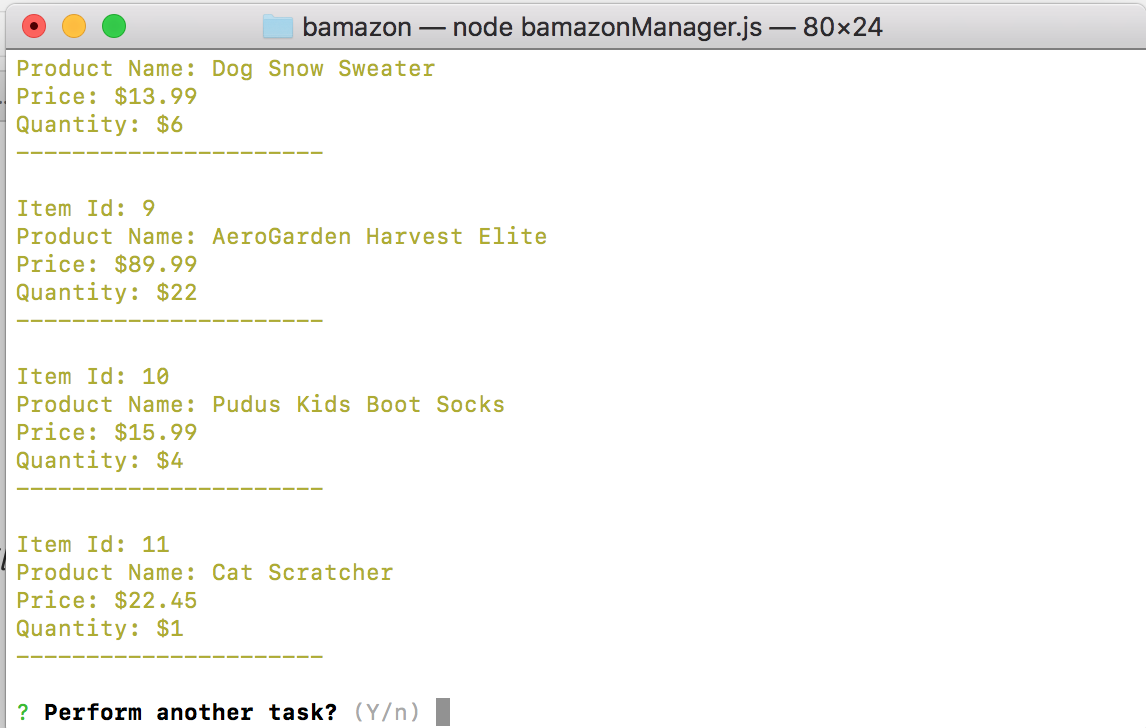 bamazon — node bamazonManager.js — 80×24
Product Name: Dog Snow Sweater
Price: $13.99
Quantity: $6
----------------------
Item Id: 9
Product Name: AeroGarden Harvest Elite
Price: $89.99
Quantity: $22
----------------------
Item Id: 10
Product Name: Pudus Kids Boot Socks
Price: $15.99
Quantity: $4
----------------------
Item Id: 11
Product Name: Cat Scratcher
Price: $22.45
Quantity: $1
----------------------
? Perform another task? (Y/n)